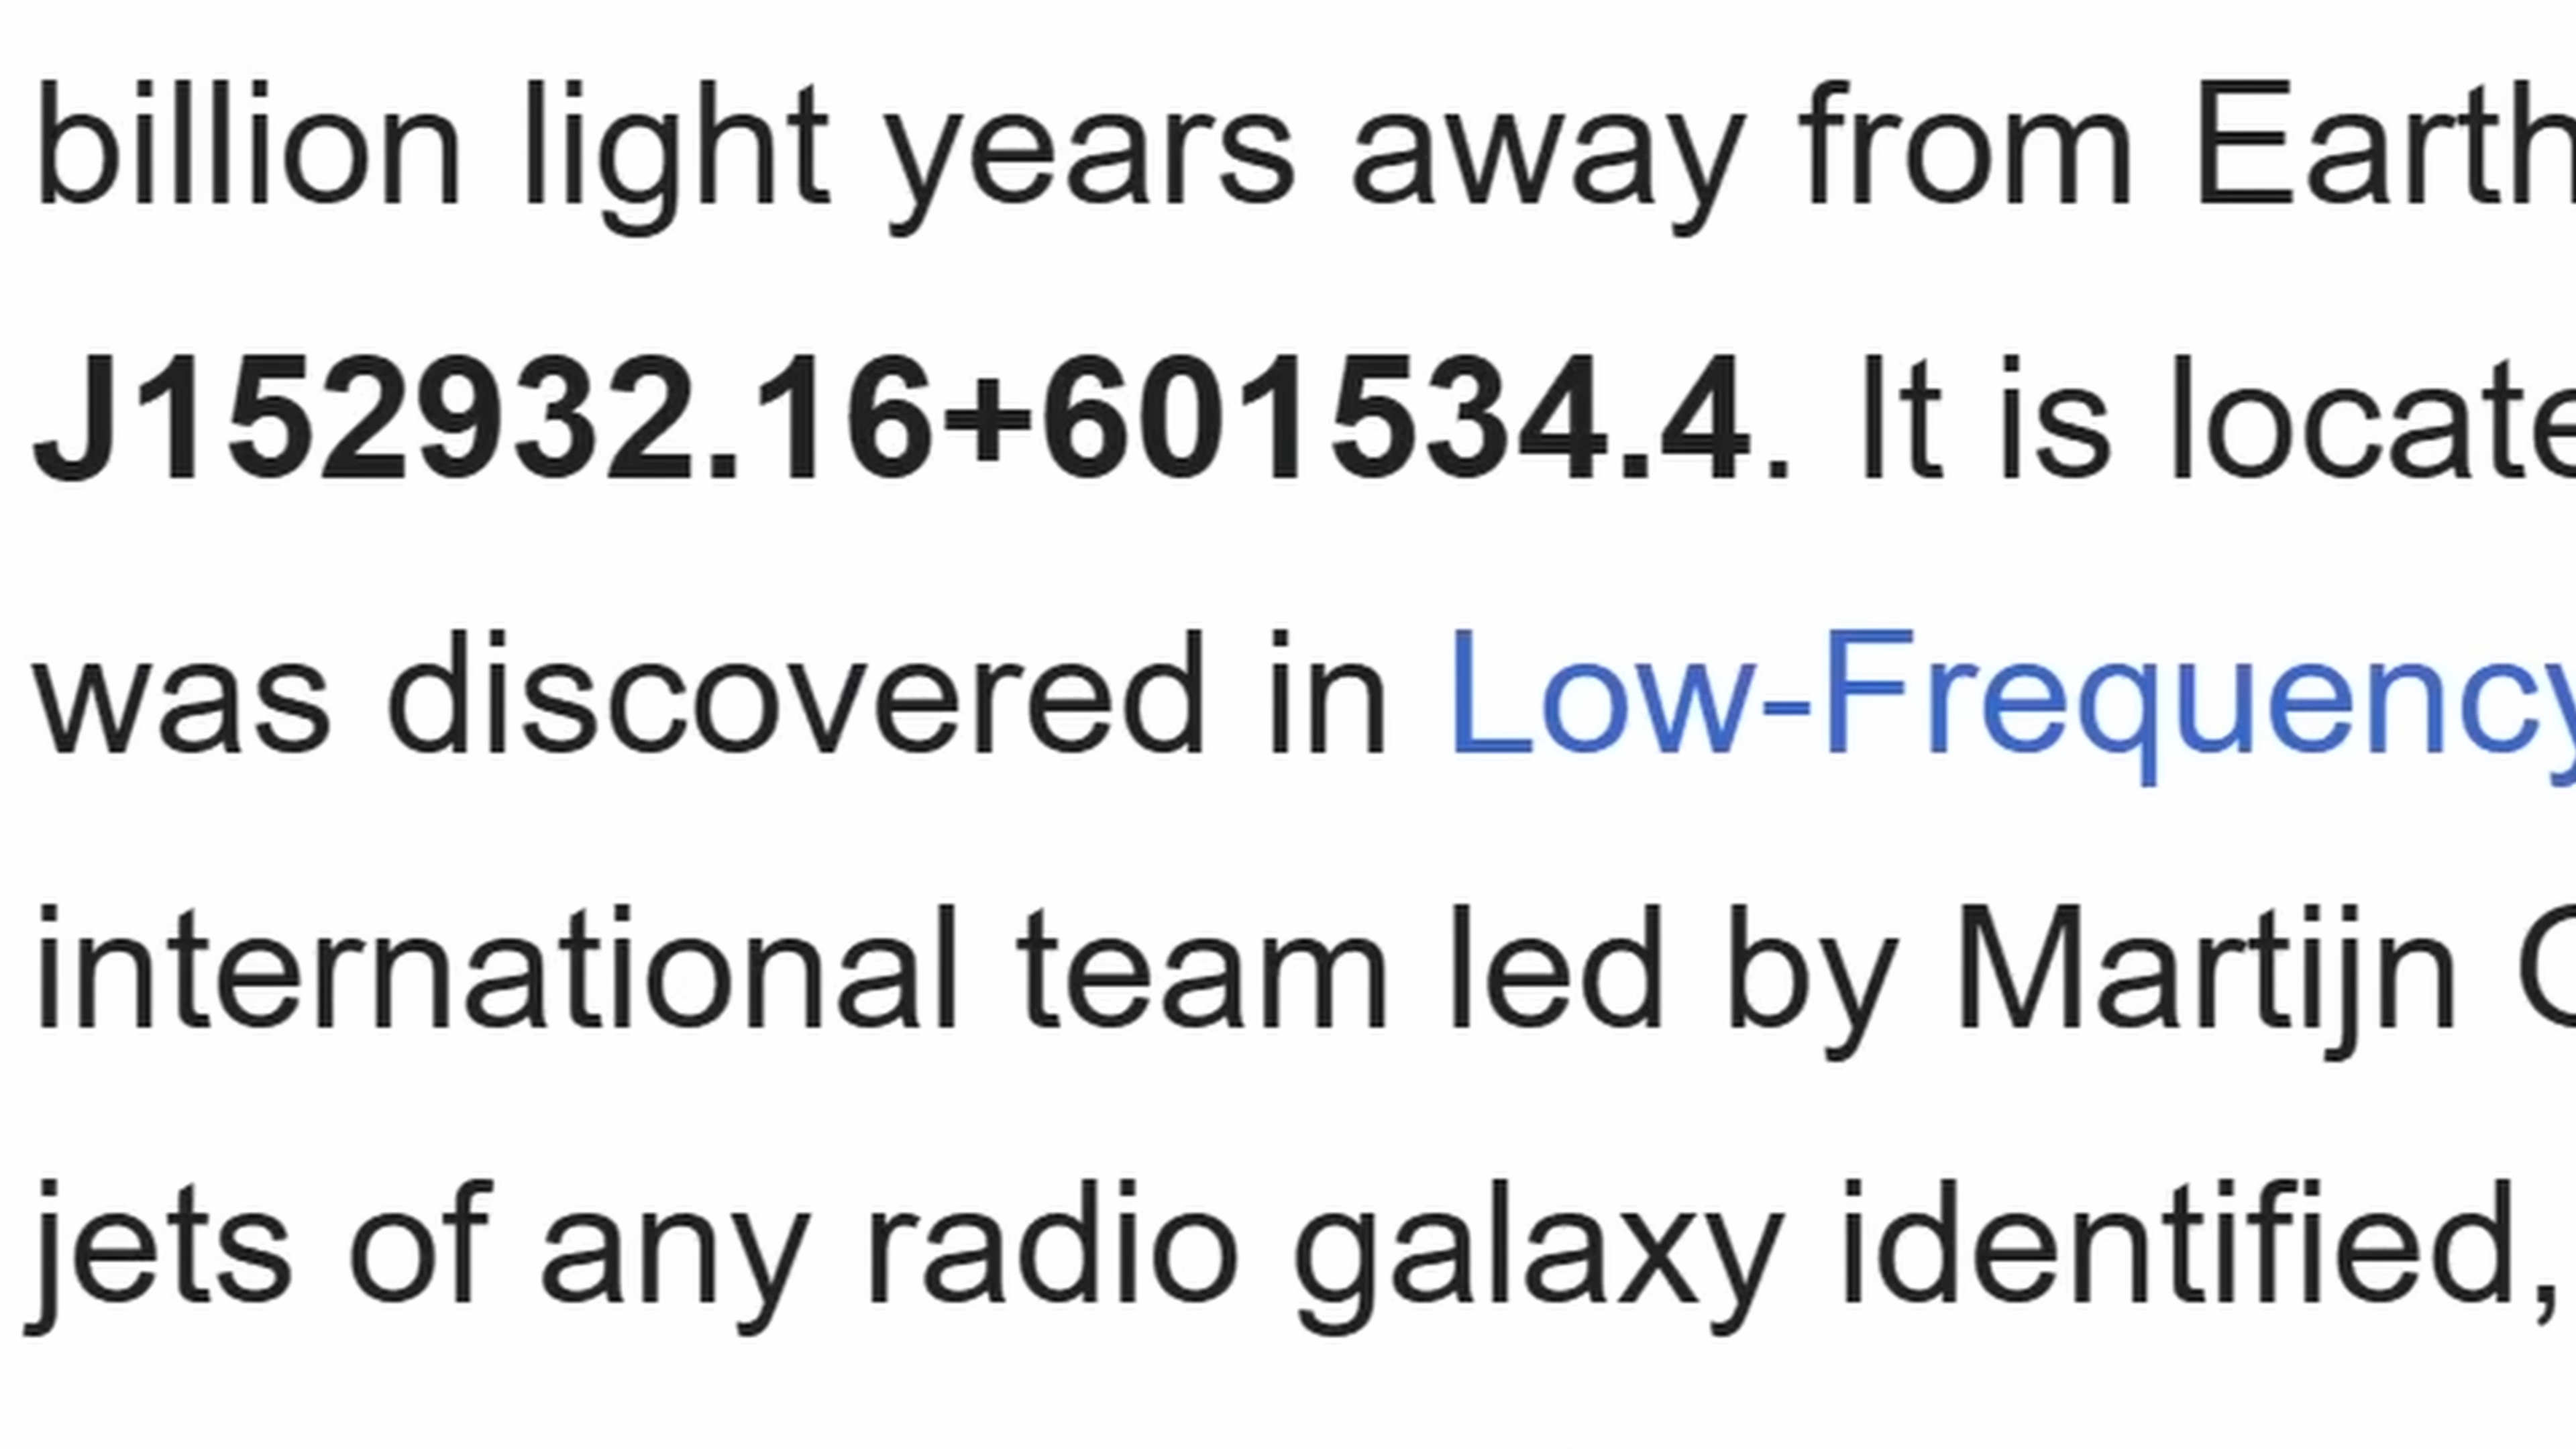 billion light years away from Earth
J152932.16+601534.4. It is locate
was discovered in Low-Frequency
international team led by Martijn
jets of any radio galaxy identified,